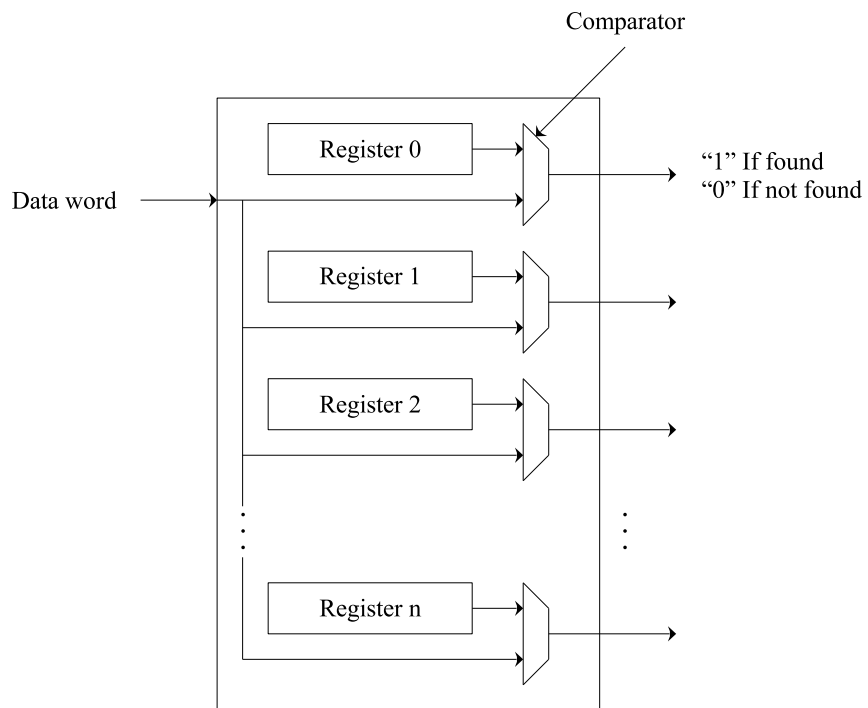 Comparator
Register 0
“1” If found
“0” If not found
Data word
Register 1
Register 2
Register n